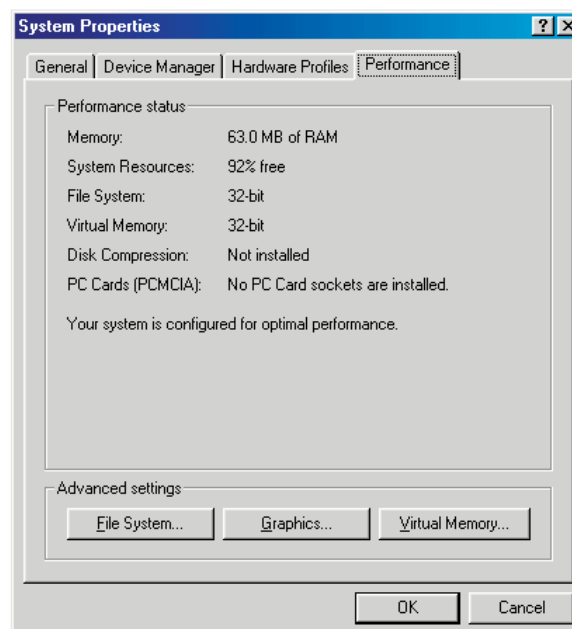 System Properties
General Device Manager Hardware Profiles Performance
Performance status
Memory: 63.0 MB of RAM
System Resources: 92% free
File System: 32-bit
Virtual Memory: 32-bit
Disk Compression: Not installed
PC Cards (PCMCIA): No PC Card sockets are installed.
Your system is configured for optimal performance.
Advanced settings
File System... Graphics... Virtual Memory...
OK Cancel